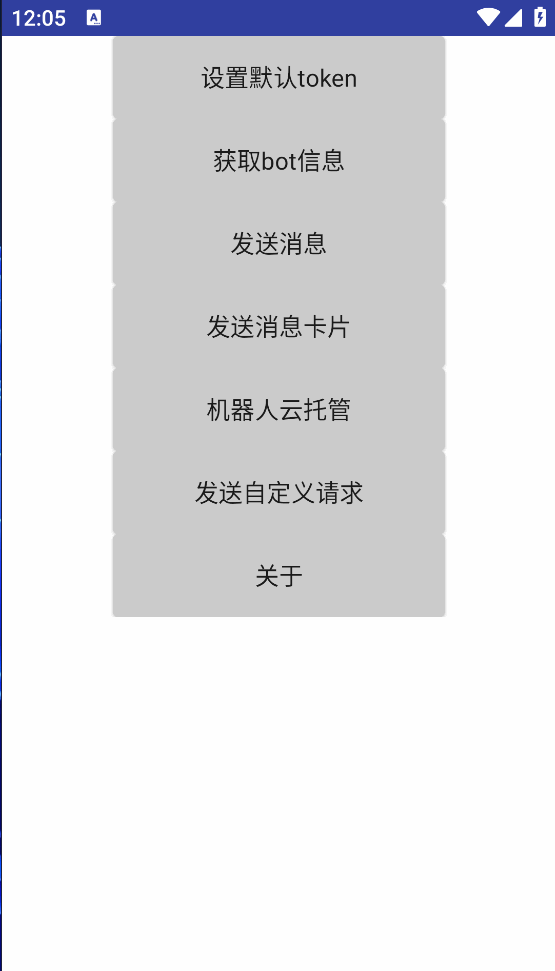 12:05
设置默认token
获取bot信息
发送消息
发送消息卡片
机器人云托管
发送自定义请求
关于